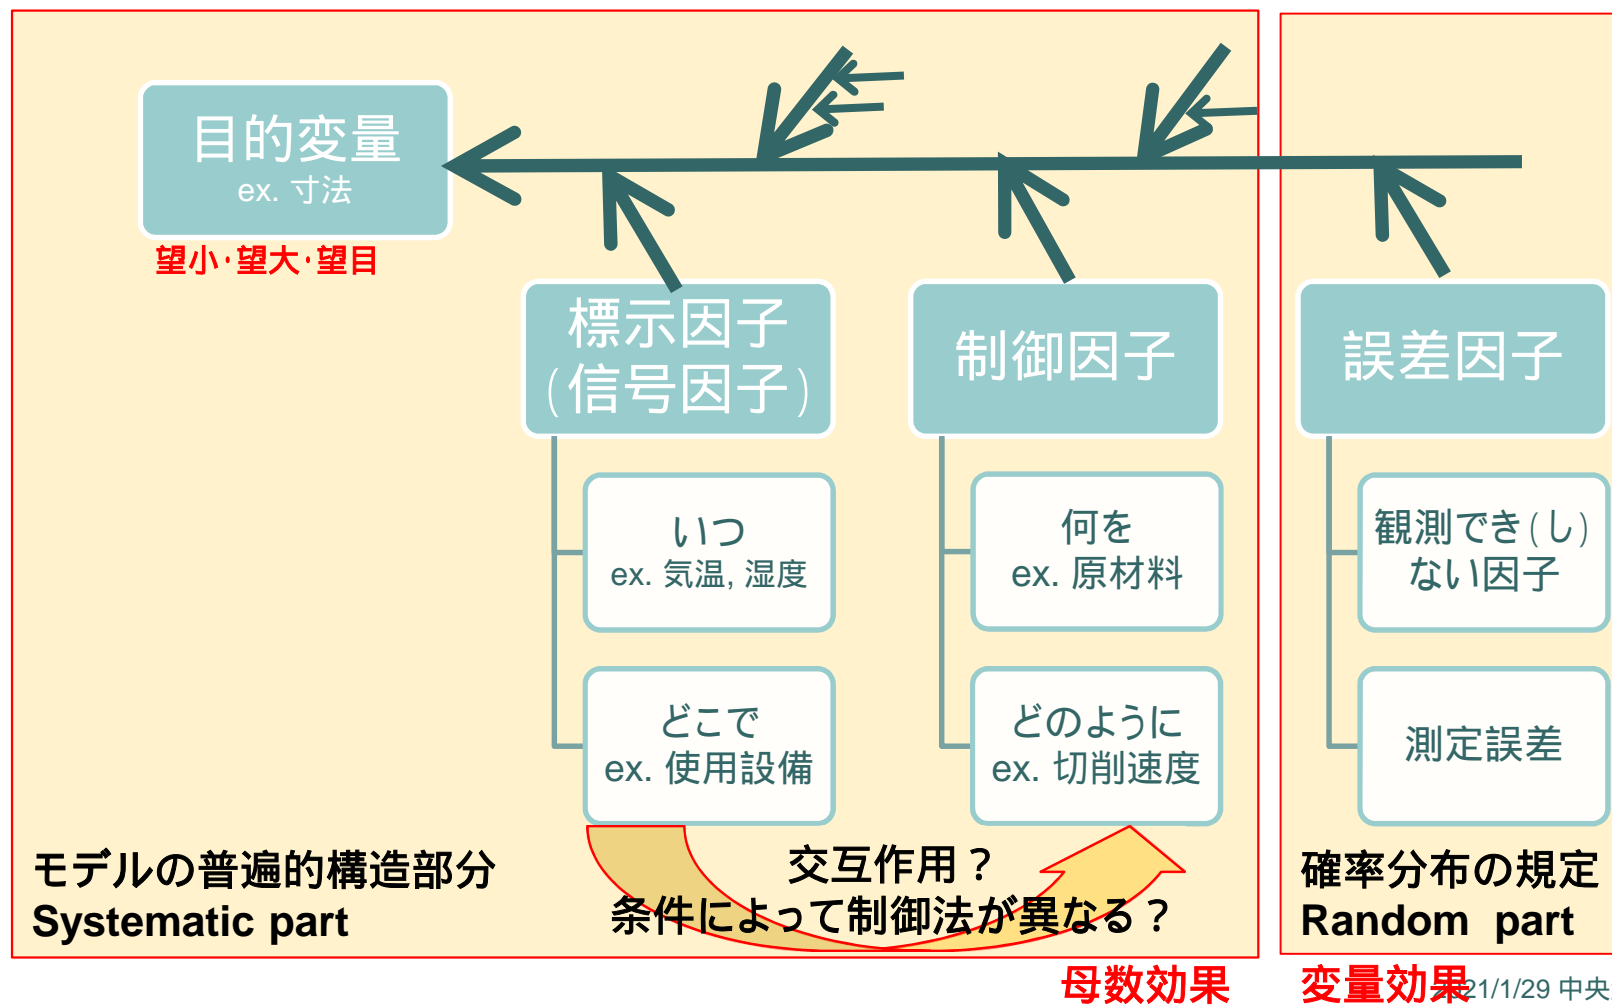 目的変量
ex. 寸法
望小・望大・望目
標示因子
(信号因子)
制御因子
誤差因子
いつ
ex. 気温, 湿度
どこで
ex. 使用設備
何を
ex. 原材料
どのように
ex. 切削速度
観測でき(し)
ない因子
測定誤差
交互作用？
条件によって制御法が異なる？
モデルの普遍的構造部分
Systematic part
確率分布の規定
Random part
母数効果
変量効果
21/1/29 中央